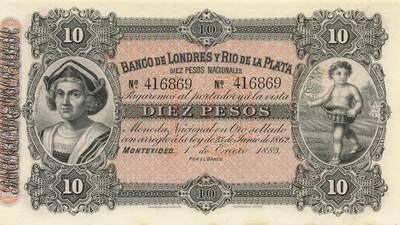 10 10 10
BANCO DE LONDRES Y RIO DE LA PLATA
DIEZ PESOS NACIONALES
No. 416869 No. 416869
pagaremos al portador y á la vista
DIEZ PESOS
Moneda Nacional en Oro sellado
con arreglo á la ley de 23 de Junio de 1862.
MONTEVIDEO, 1º de Enero 1883.
POR EL BANCO
10 10 10